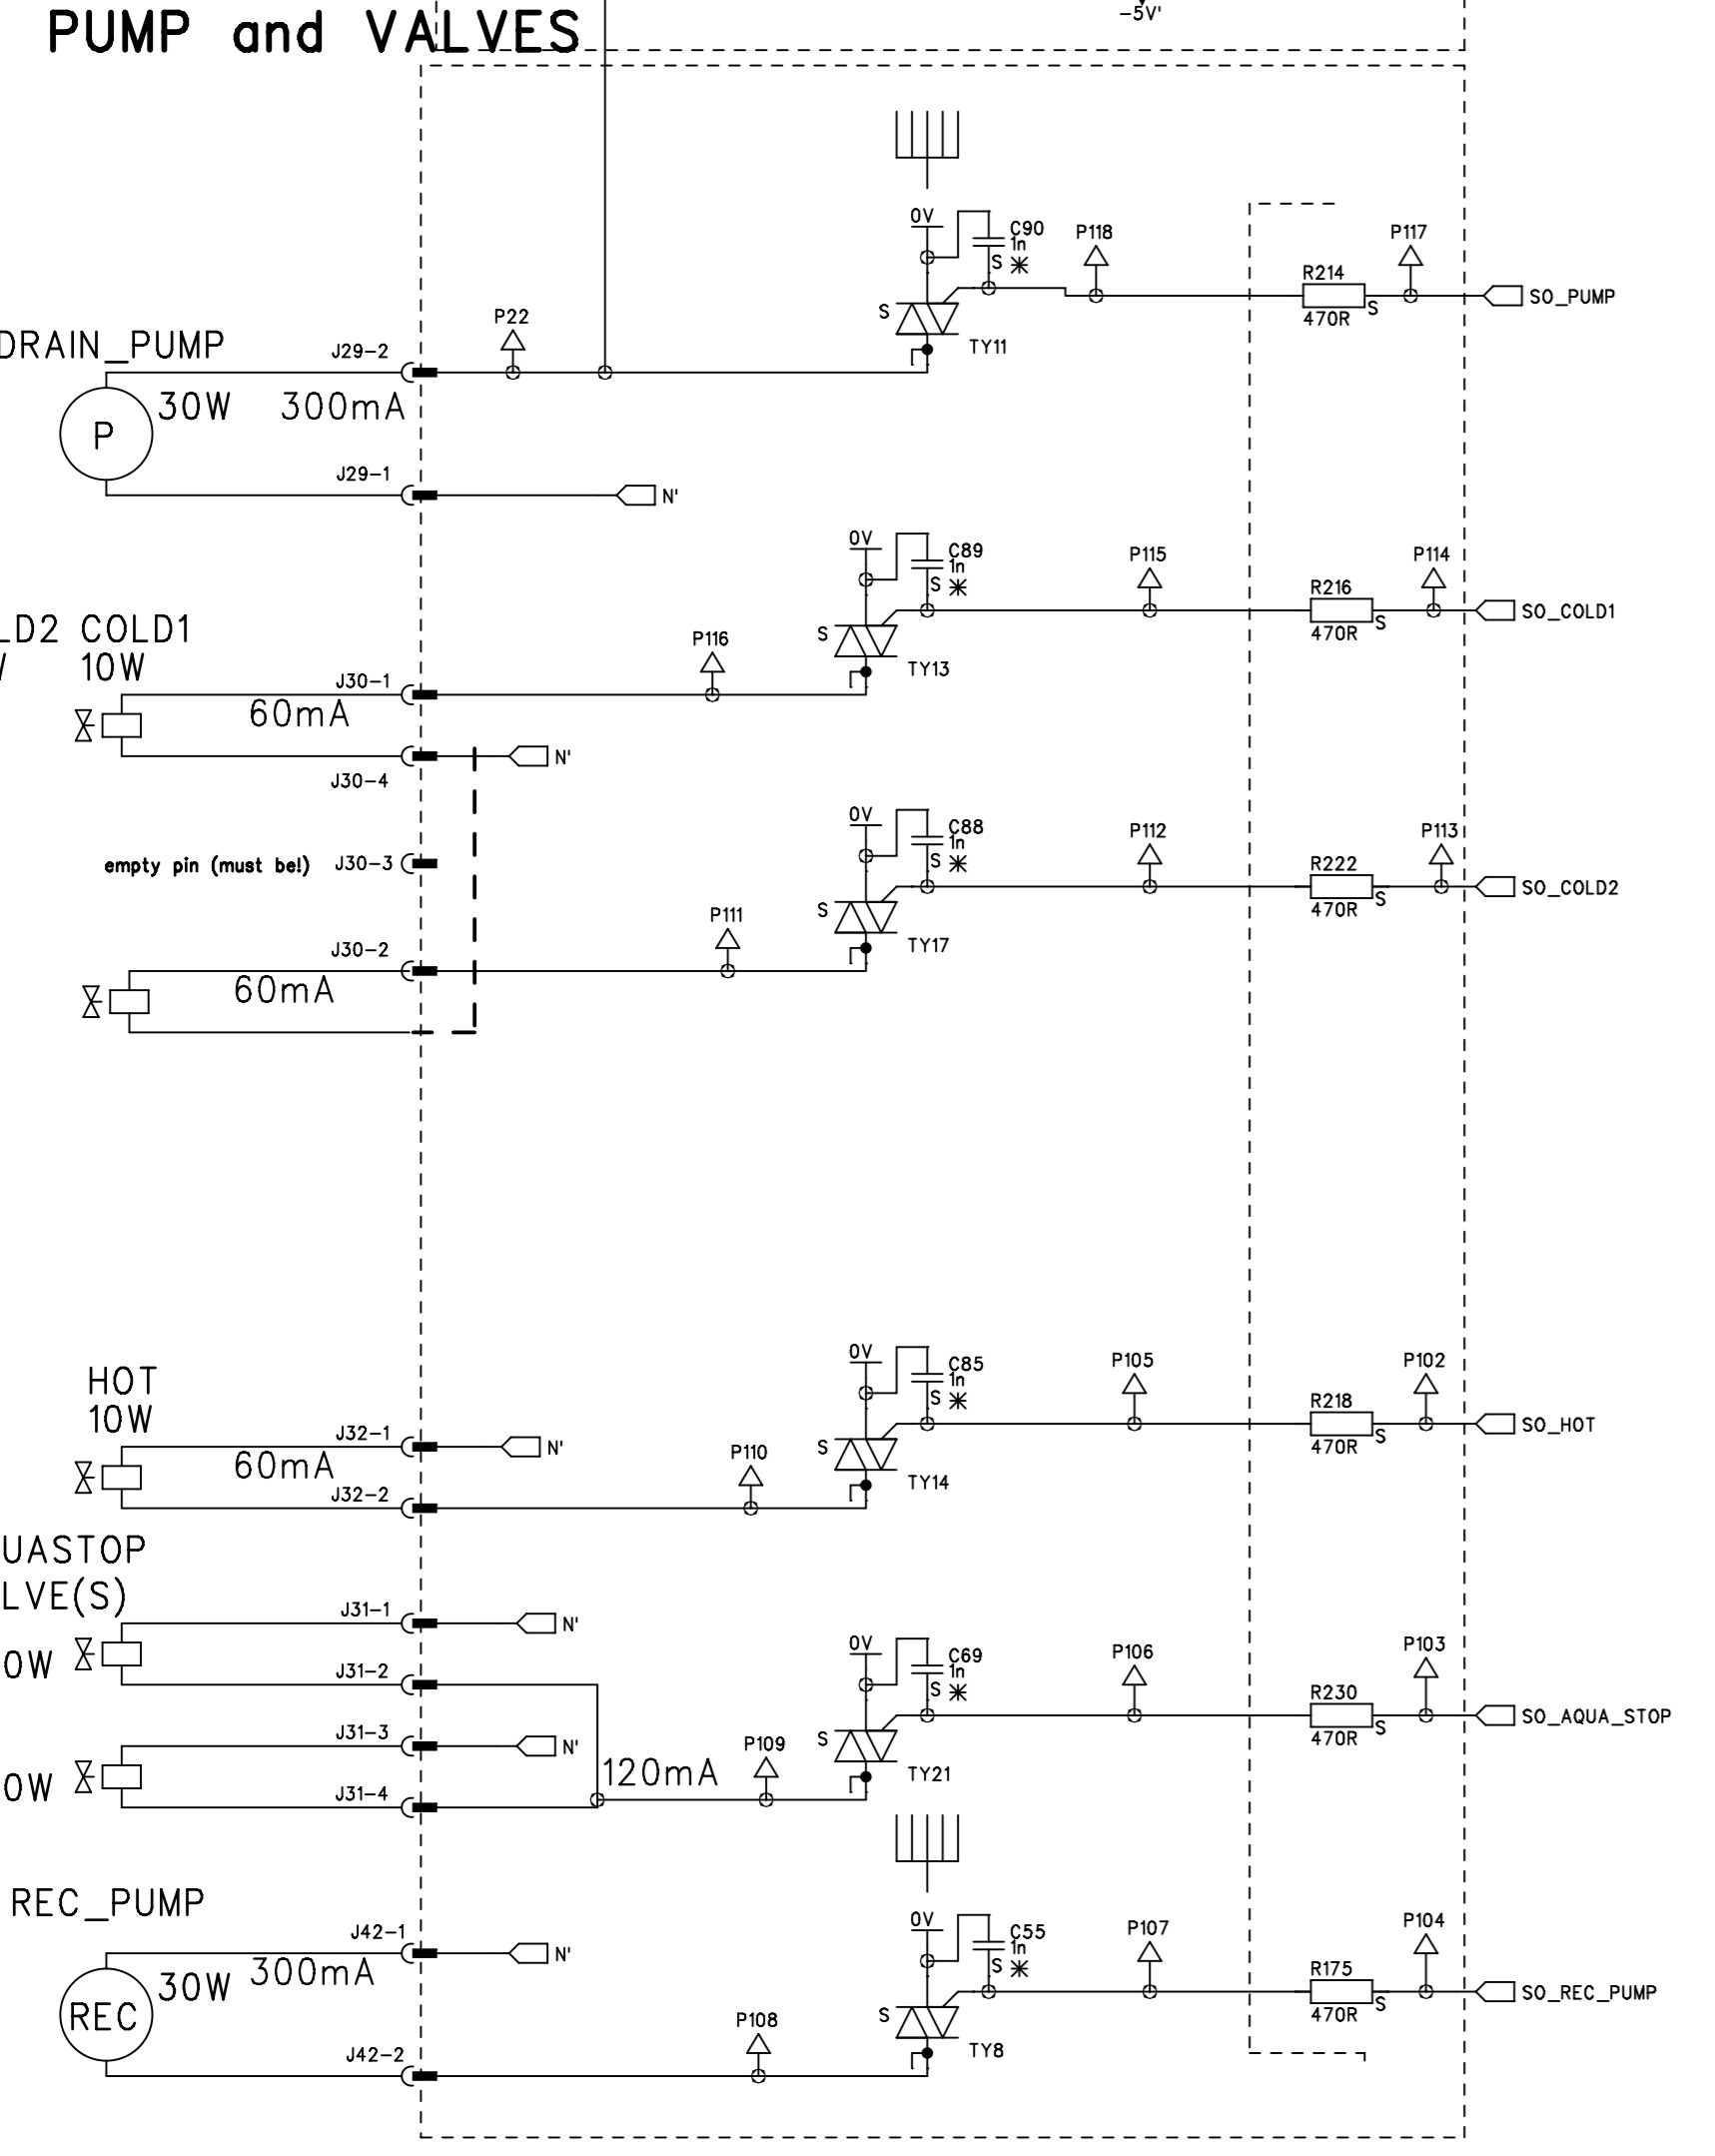 -5V'
PUMP and VALVES
0V
C90
1n
S
P118
P117
R214
S
470R
SO_PUMP
S
TY11
P22
DRAIN_PUMP
J29-2
30W
300mA
P
J29-1
N'
0V
C89
1n
S
P115
P114
R216
S
470R
SO_COLD1
S
TY13
P116
LD2 COLD1
10W
J30-1
60mA
N'
J30-4
0V
C88
1n
S
P112
P113
R222
S
470R
SO_COLD2
S
TY17
empty pin (must be!)
J30-3
P111
J30-2
60mA
0V
C85
1n
S
P105
P102
R218
S
470R
SO_HOT
S
TY14
HOT
10W
J32-1
N'
60mA
P110
J32-2
UASTOP
LVE(S)
J31-1
N'
0W
J31-2
0V
C69
1n
S
P106
P103
R230
S
470R
SO_AQUA_STOP
S
TY21
J31-3
N'
0W
120mA
P109
J31-4
REC_PUMP
J42-1
N'
30W
300mA
REC
0V
C55
1n
S
P107
P104
R175
S
470R
SO_REC_PUMP
S
TY8
P108
J42-2